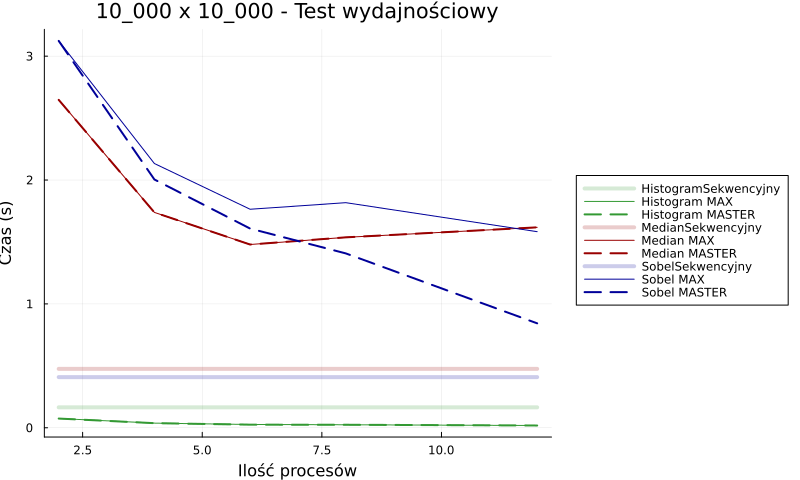 10_000 x 10_000 - Test wydajnościowy
Czas (s)
3
2
1
0
2.5
5.0
7.5
10.0
Ilość procesów
HistogramSekwencyjny
Histogram MAX
Histogram MASTER
MedianSekwencyjny
Median MAX
Median MASTER
SobelSekwencyjny
Sobel MAX
Sobel MASTER